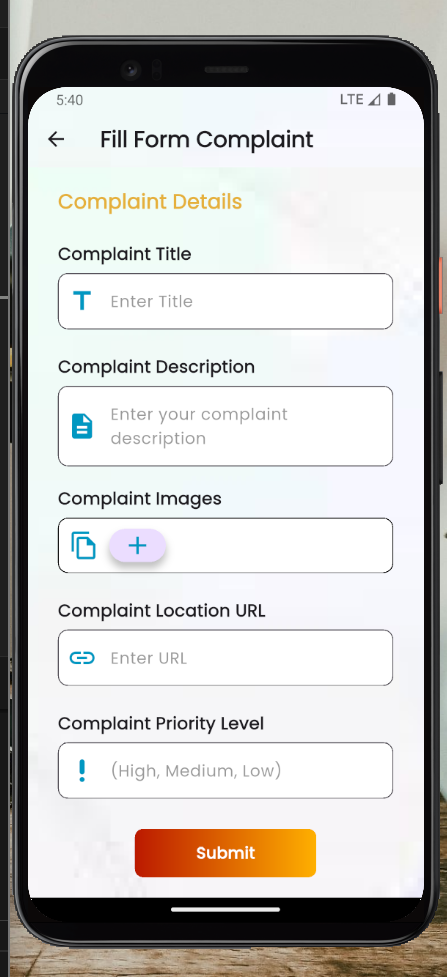 5:40
LTE
Fill Form Complaint
Complaint Details
Complaint Title
Enter Title
Complaint Description
Enter your complaint
description
Complaint Images
Complaint Location URL
Enter URL
Complaint Priority Level
(High, Medium, Low)
Submit